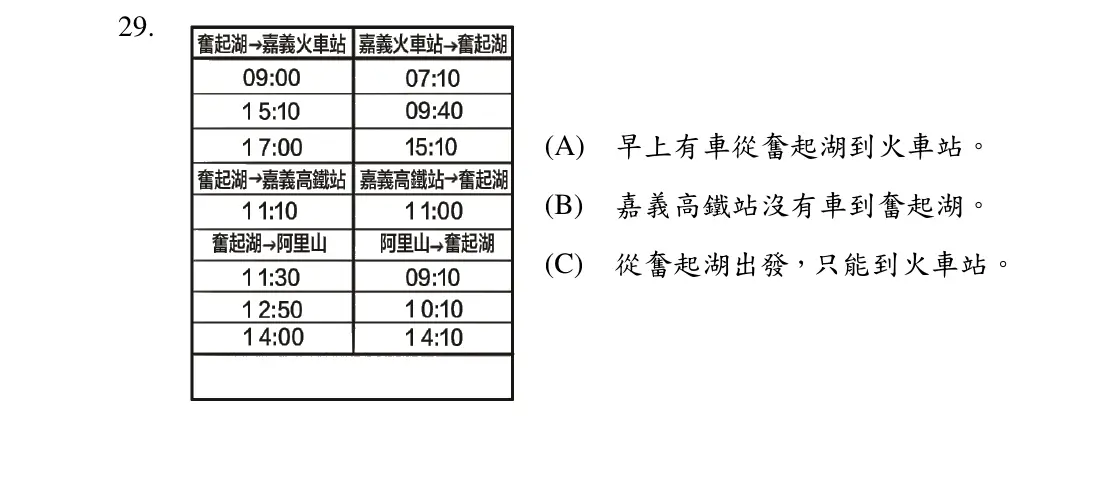 29.
奮起湖→嘉義火車站 嘉義火車站→奮起湖
09:00 07:10
15:10 09:40
17:00 15:10
奮起湖→嘉義高鐵站 嘉義高鐵站→奮起湖
11:10 11:00
奮起湖→阿里山 阿里山→奮起湖
11:30 09:10
12:50 10:10
14:00 14:10
(A) 早上有車從奮起湖到火車站。
(B) 嘉義高鐵站沒有車到奮起湖。
(C) 從奮起湖出發，只能到火車站。